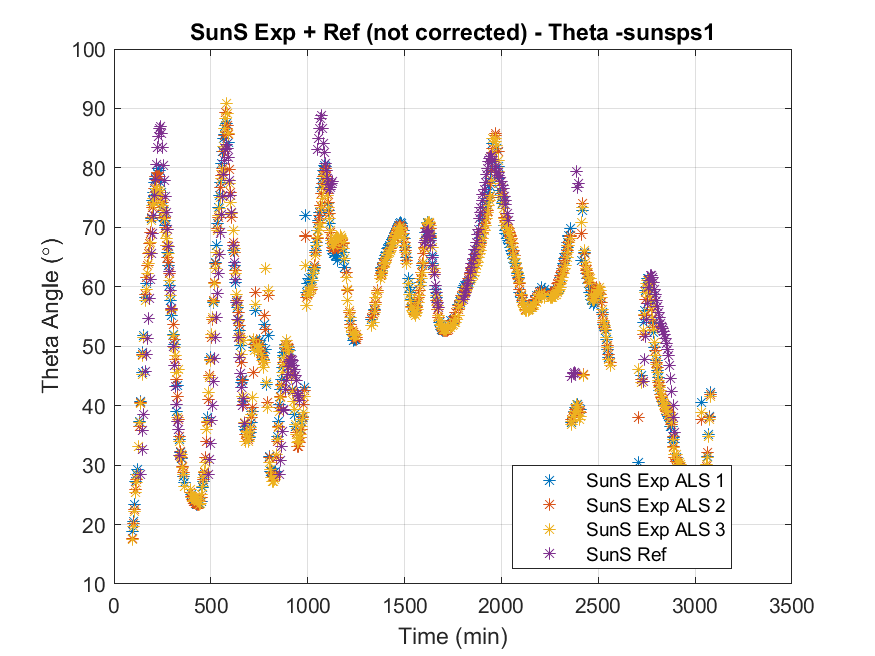 SunS Exp + Ref (not corrected) - Theta -sunsps1
Theta Angle (°)
100
90
80
70
60
50
40
30
20
10
0
500
1000
1500
2000
2500
3000
3500
Time (min)
SunS Exp ALS 1
SunS Exp ALS 2
SunS Exp ALS 3
SunS Ref